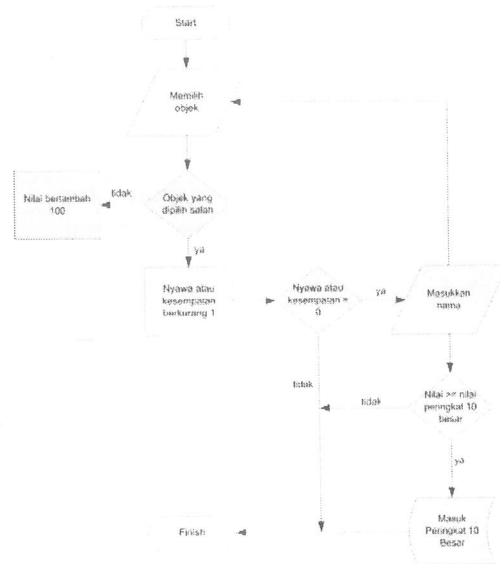 Start
Memilih
objek
Objek yang
dipilih salah
tidak
Nilai bertambah
100
ya
Nyawa atau
kesempatan
berkurang 1
Nyawa atau
kesempatan =
0
ya
Masukkan
nama
tidak
Nilai >= nilai
peringkat 10
besar
tidak
ya
Masuk
Peringkat 10
Besar
Finish